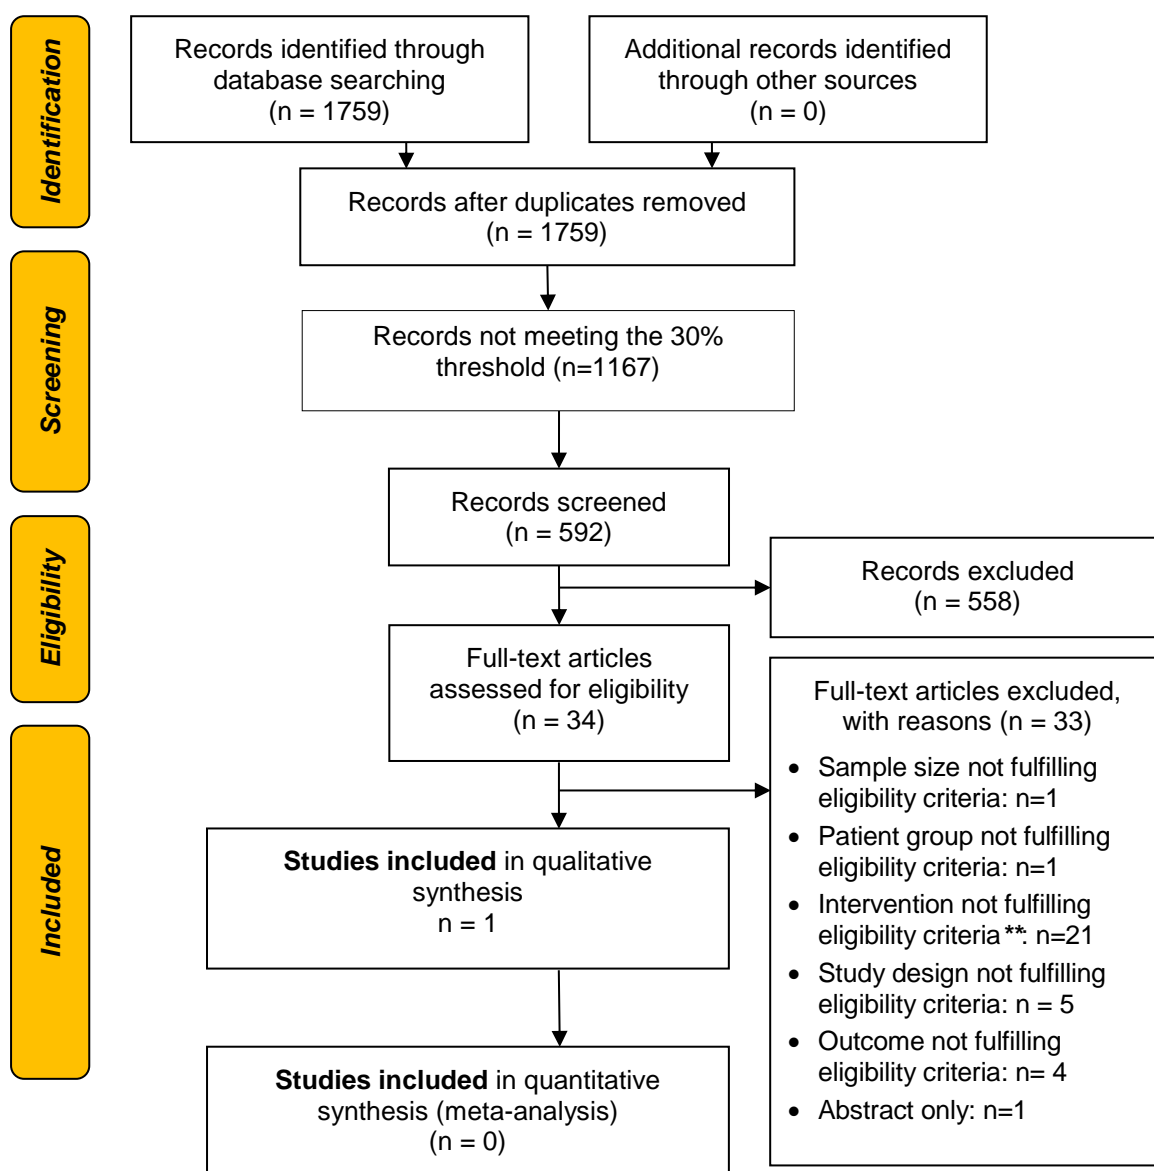 Identification
Records identified through
database searching
(n = 1759)
Additional records identified
through other sources
(n = 0)
Records after duplicates removed
(n = 1759)
Screening
Records not meeting the 30%
threshold (n=1167)
Records screened
(n = 592)
Eligibility
Records excluded
(n = 558)
Full-text articles
assessed for eligibility
(n = 34)
Full-text articles excluded,
with reasons (n = 33)
• Sample size not fulfilling
eligibility criteria: n=1
• Patient group not fulfilling
eligibility criteria: n=1
• Intervention not fulfilling
eligibility criteria**: n=21
• Study design not fulfilling
eligibility criteria: n = 5
• Outcome not fulfilling
eligibility criteria: n= 4
• Abstract only: n=1
Included
Studies included in qualitative
synthesis
n = 1
Studies included in quantitative
synthesis (meta-analysis)
(n = 0)